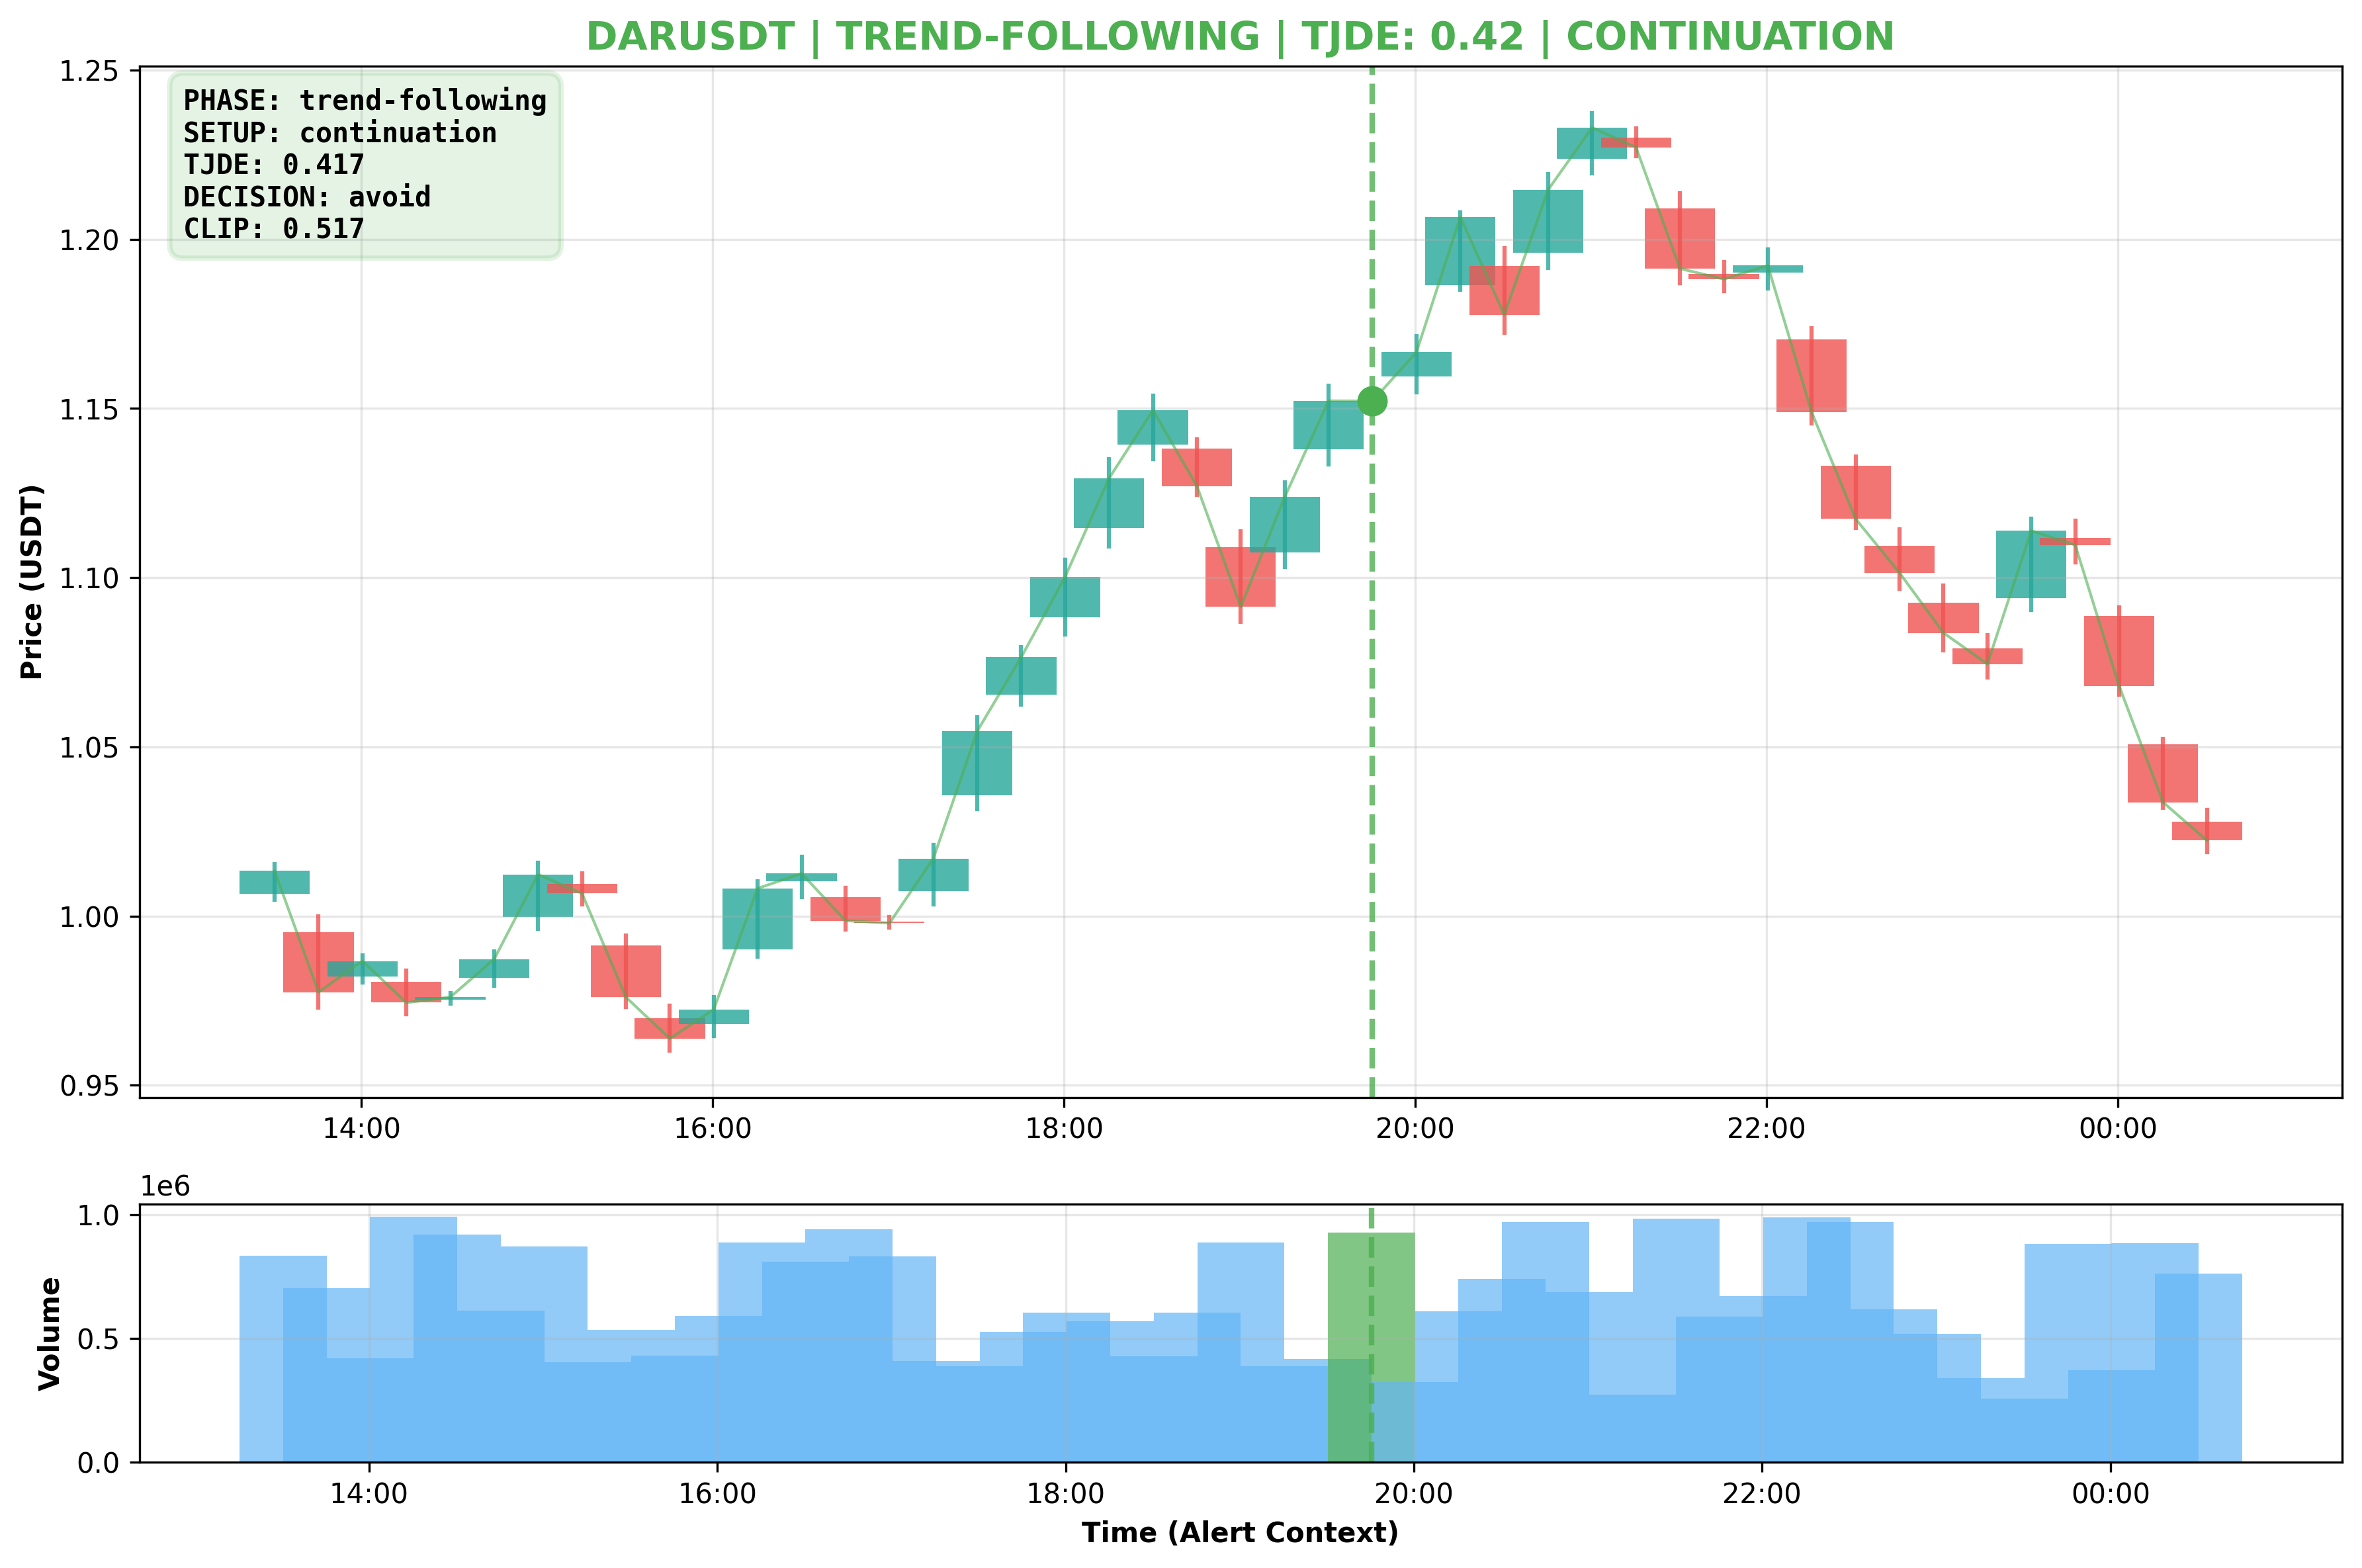 DARUSDT | TREND-FOLLOWING | TJDE: 0.42 | CONTINUATION
PHASE: trend-following
SETUP: continuation
TJDE: 0.417
DECISION: avoid
CLIP: 0.517
Price (USDT)
1.25
1.20
1.15
1.10
1.05
1.00
0.95
14:00 16:00 18:00 20:00 22:00 00:00
1e6
Volume
1.0
0.5
0.0
14:00 16:00 18:00 20:00 22:00 00:00
Time (Alert Context)